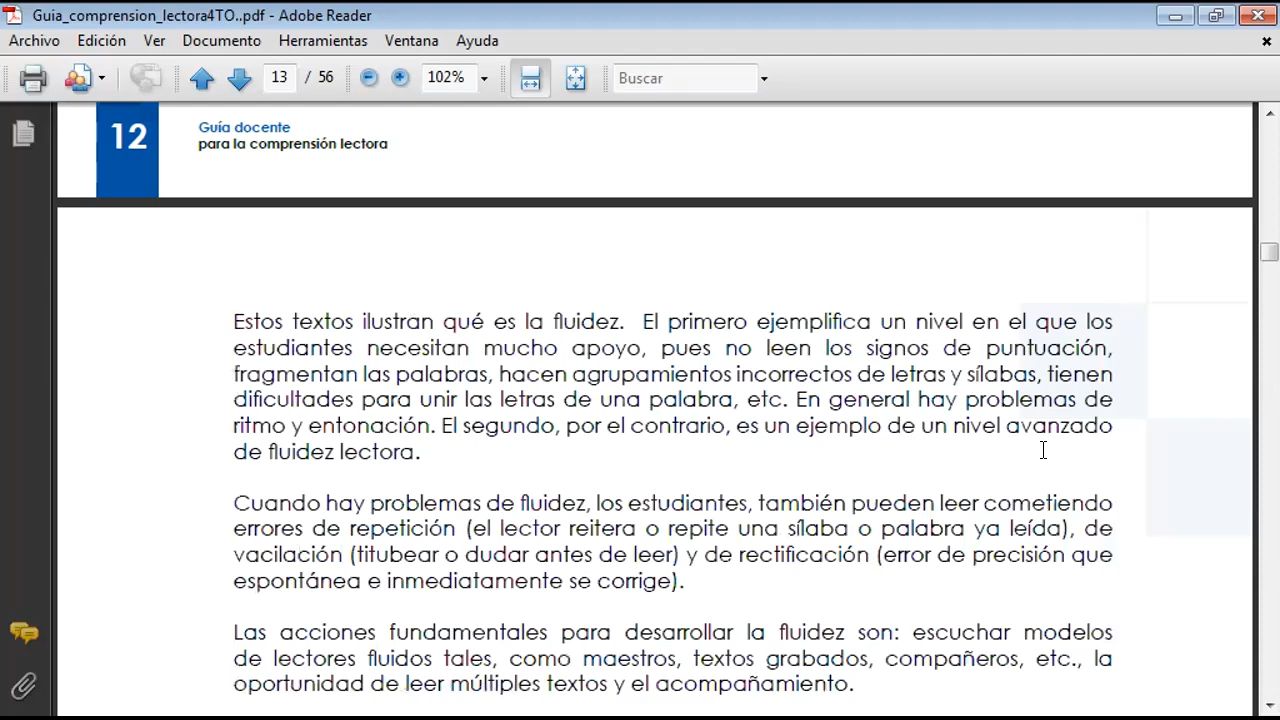 Guia_comprension_lectora4TO..pdf - Adobe Reader
Archivo Edición Ver Documento Herramientas Ventana Ayuda
13 / 56 102% Buscar
12
Guía docente
para la comprensión lectora
Estos textos ilustran qué es la fluidez. El primero ejemplifica un nivel en el que los
estudiantes necesitan mucho apoyo, pues no leen los signos de puntuación,
fragmentan las palabras, hacen agrupamientos incorrectos de letras y sílabas, tienen
dificultades para unir las letras de una palabra, etc. En general hay problemas de
ritmo y entonación. El segundo, por el contrario, es un ejemplo de un nivel avanzado
de fluidez lectora.
Cuando hay problemas de fluidez, los estudiantes, también pueden leer cometiendo
errores de repetición (el lector reitera o repite una sílaba o palabra ya leída), de
vacilación (titubear o dudar antes de leer) y de rectificación (error de precisión que
espontánea e inmediatamente se corrige).
Las acciones fundamentales para desarrollar la fluidez son: escuchar modelos
de lectores fluidos tales, como maestros, textos grabados, compañeros, etc., la
oportunidad de leer múltiples textos y el acompañamiento.